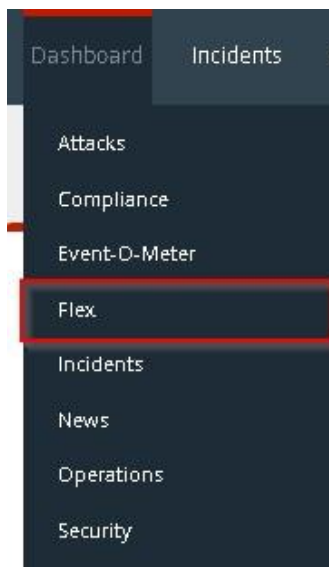 Dashboard Incidents
Attacks
Compliance
Event-O-Meter
Flex
Incidents
News
Operations
Security